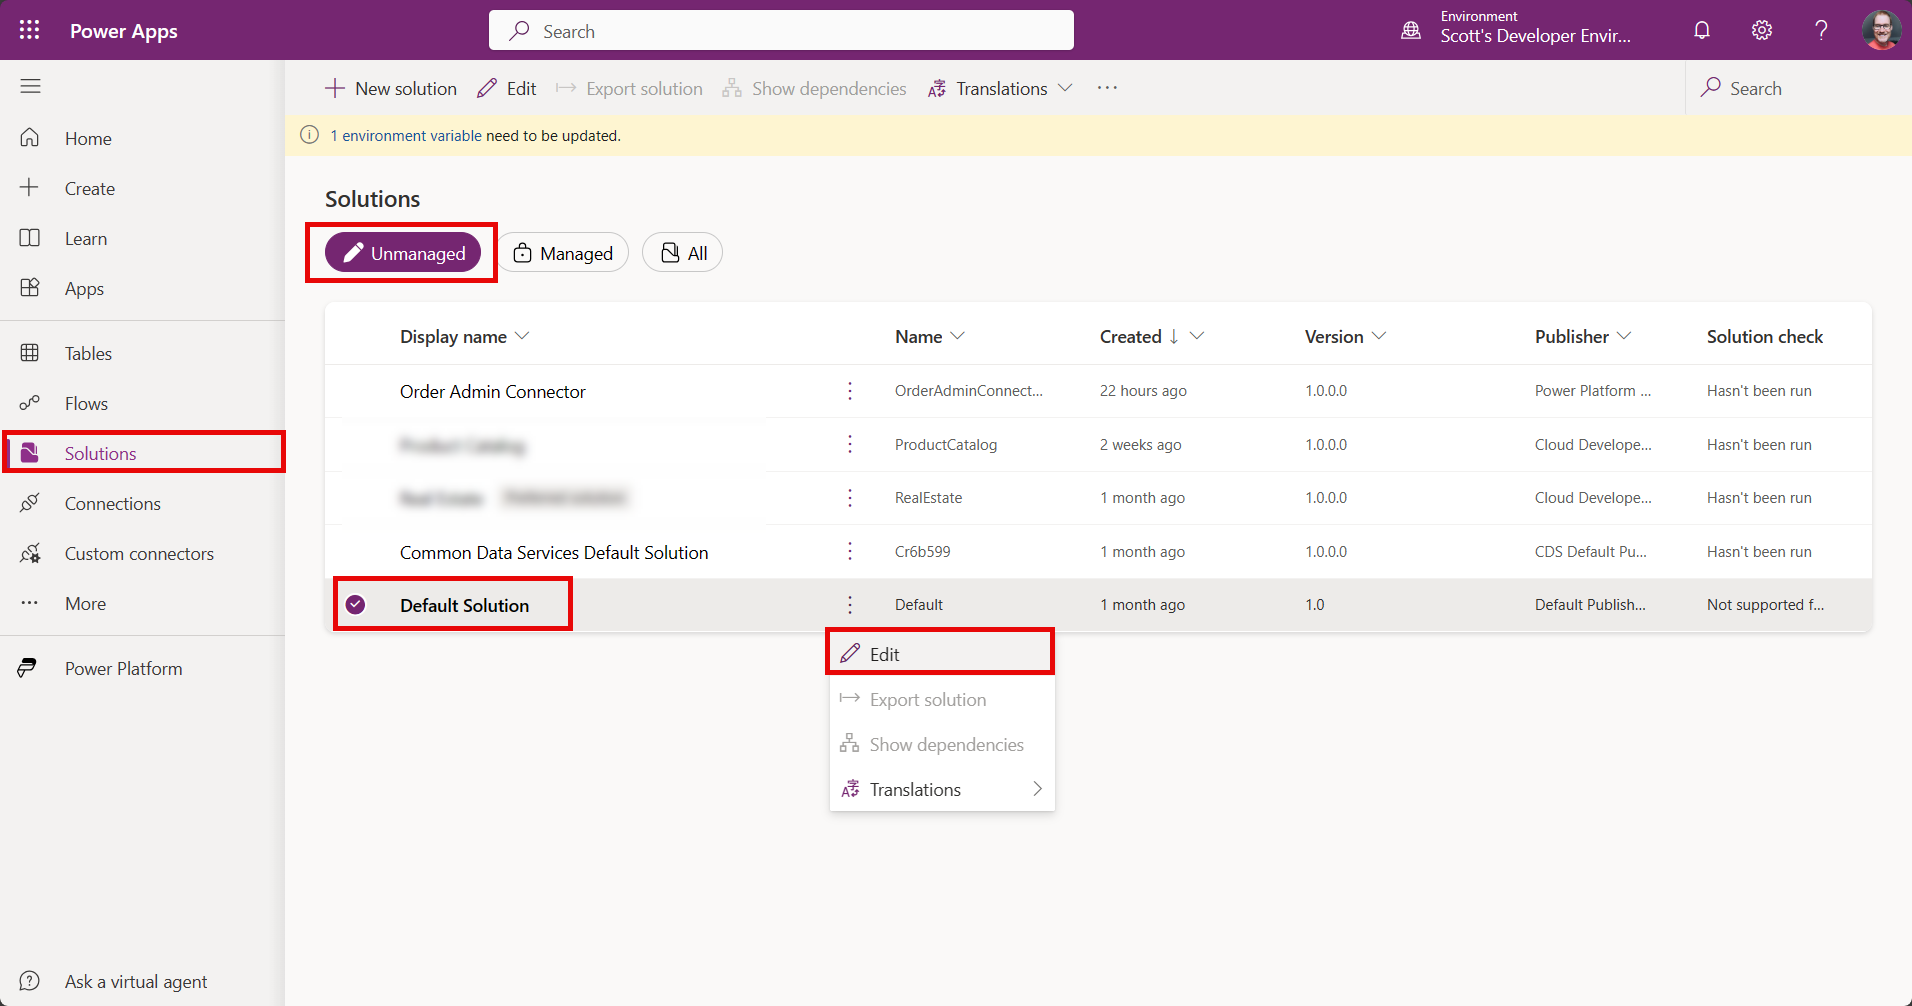 Power Apps
Search
Environment
Scott's Developer Envir...
New solution
Edit
Export solution
Show dependencies
Translations
Search
1 environment variable need to be updated.
Home
Create
Learn
Apps
Tables
Flows
Solutions
Connections
Custom connectors
More
Power Platform
Ask a virtual agent
Solutions
Unmanaged
Managed
All
Display name Name Created Version Publisher Solution check
Order Admin Connector OrderAdminConnect... 22 hours ago 1.0.0.0 Power Platform ... Hasn't been run
ProductCatalog 2 weeks ago 1.0.0.0 Cloud Develope... Hasn't been run
RealEstate 1 month ago 1.0.0.0 Cloud Develope... Hasn't been run
Common Data Services Default Solution Cr6b599 1 month ago 1.0.0.0 CDS Default Pu... Hasn't been run
Default Solution Default 1 month ago 1.0 Default Publish... Not supported f...
Edit
Export solution
Show dependencies
Translations